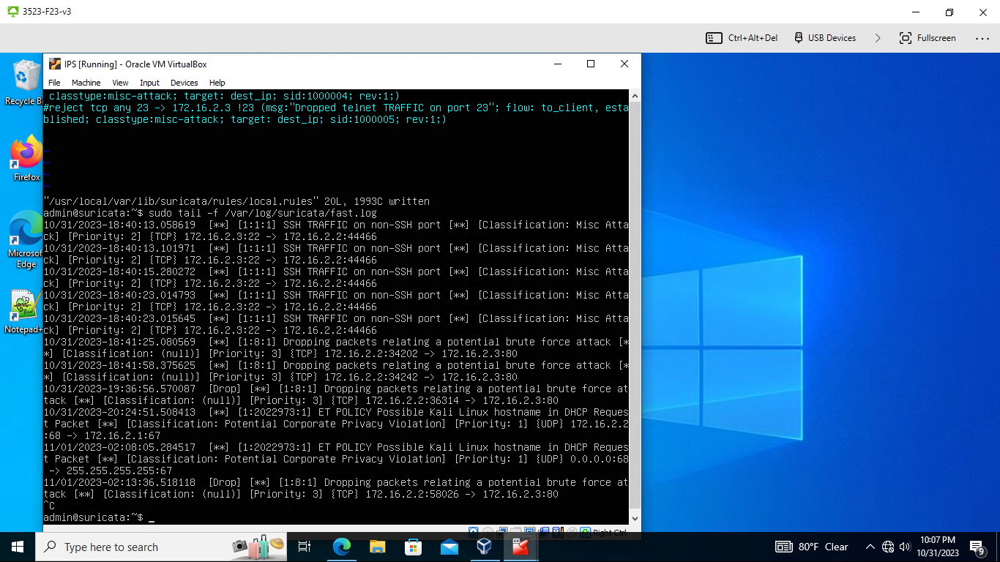 3523-F23-v3
Ctrl+Alt+Del
USB Devices
Fullscreen
IPS [Running] - Oracle VM VirtualBox
File Machine View Input Devices Help
classtype:misc-attack; target: dest_ip; sid:1000004; rev:1;)
#reject tcp any 23 -> 172.16.2.3 !23 (msg:"Dropped telnet TRAFFIC on port 23"; flow: to_client, esta
blished; classtype:misc-attack; target: dest_ip; sid:1000005; rev:1;)
~
~
~
~
"/usr/local/var/lib/suricata/rules/local.rules" 20L, 1993C written
admin@suricata:~$ sudo tail -f /var/log/suricata/fast.log
10/31/2023-18:40:13.058619  [**] [1:1:1] SSH TRAFFIC on non-SSH port [**] [Classification: Misc Atta
ck] [Priority: 2] {TCP} 172.16.2.3:22 -> 172.16.2.2:44466
10/31/2023-18:40:13.101971  [**] [1:1:1] SSH TRAFFIC on non-SSH port [**] [Classification: Misc Atta
ck] [Priority: 2] {TCP} 172.16.2.3:22 -> 172.16.2.2:44466
10/31/2023-18:40:15.280272  [**] [1:1:1] SSH TRAFFIC on non-SSH port [**] [Classification: Misc Atta
ck] [Priority: 2] {TCP} 172.16.2.3:22 -> 172.16.2.2:44466
10/31/2023-18:40:23.014793  [**] [1:1:1] SSH TRAFFIC on non-SSH port [**] [Classification: Misc Atta
ck] [Priority: 2] {TCP} 172.16.2.3:22 -> 172.16.2.2:44466
10/31/2023-18:40:23.015645  [**] [1:1:1] SSH TRAFFIC on non-SSH port [**] [Classification: Misc Atta
ck] [Priority: 2] {TCP} 172.16.2.3:22 -> 172.16.2.2:44466
10/31/2023-18:41:25.080569  [**] [1:8:1] Dropping packets relating a potential brute force attack [*
*] [Classification: (null)] [Priority: 3] {TCP} 172.16.2.2:34202 -> 172.16.2.3:80
10/31/2023-18:41:58.375625  [**] [1:8:1] Dropping packets relating a potential brute force attack [*
*] [Classification: (null)] [Priority: 3] {TCP} 172.16.2.2:34242 -> 172.16.2.3:80
10/31/2023-19:36:56.570087  [Drop] [**] [1:8:1] Dropping packets relating a potential brute force at
tack [**] [Classification: (null)] [Priority: 3] {TCP} 172.16.2.2:36314 -> 172.16.2.3:80
10/31/2023-20:24:51.508413  [**] [1:2022973:1] ET POLICY Possible Kali Linux hostname in DHCP Reques
t Packet [**] [Classification: Potential Corporate Privacy Violation] [Priority: 1] {UDP} 172.16.2.2
:68 -> 172.16.2.1:67
11/01/2023-02:08:05.284517  [**] [1:2022973:1] ET POLICY Possible Kali Linux hostname in DHCP Reques
t Packet [**] [Classification: Potential Corporate Privacy Violation] [Priority: 1] {UDP} 0.0.0.0:68
-> 255.255.255.255:67
11/01/2023-02:13:36.518118  [Drop] [**] [1:8:1] Dropping packets relating a potential brute force at
tack [**] [Classification: (null)] [Priority: 3] {TCP} 172.16.2.2:58026 -> 172.16.2.3:80
^C
admin@suricata:~$ _
Right Ctrl
Recycle B
Firefox
Microsof
Edge
Notepad+
Type here to search
80°F Clear
10:07 PM
10/31/2023
9